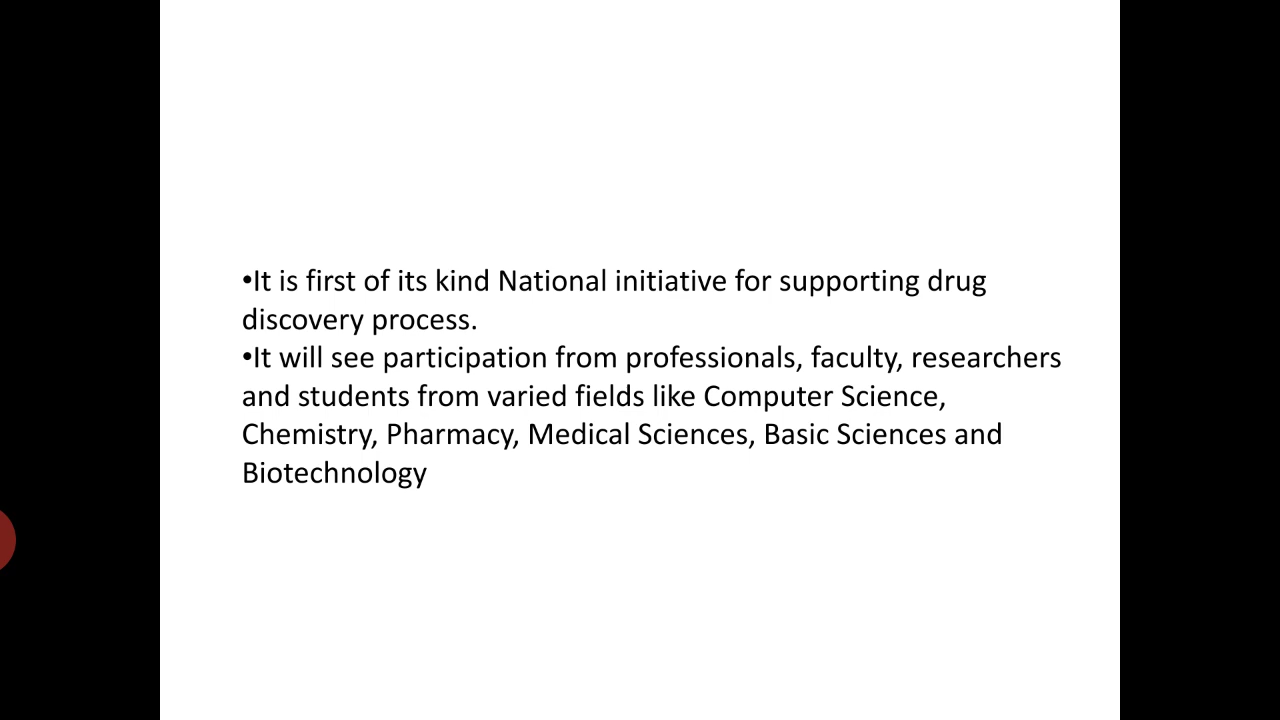 •It is first of its kind National initiative for supporting drug
discovery process.
•It will see participation from professionals, faculty, researchers
and students from varied fields like Computer Science,
Chemistry, Pharmacy, Medical Sciences, Basic Sciences and
Biotechnology